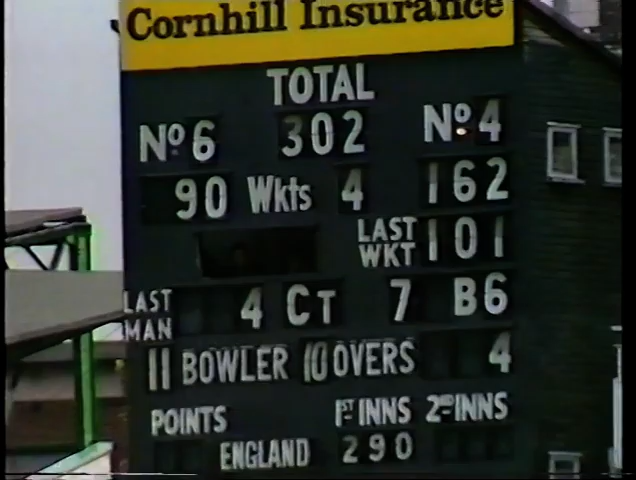 Cornhill Insurance
TOTAL
No 6 302 No 4
90 Wkts 4 162
LAST WKT 101
LAST MAN 4 CT 7 B6
11 BOWLER 10 OVERS 4
POINTS 1ST INNS 2ND INNS
ENGLAND 290